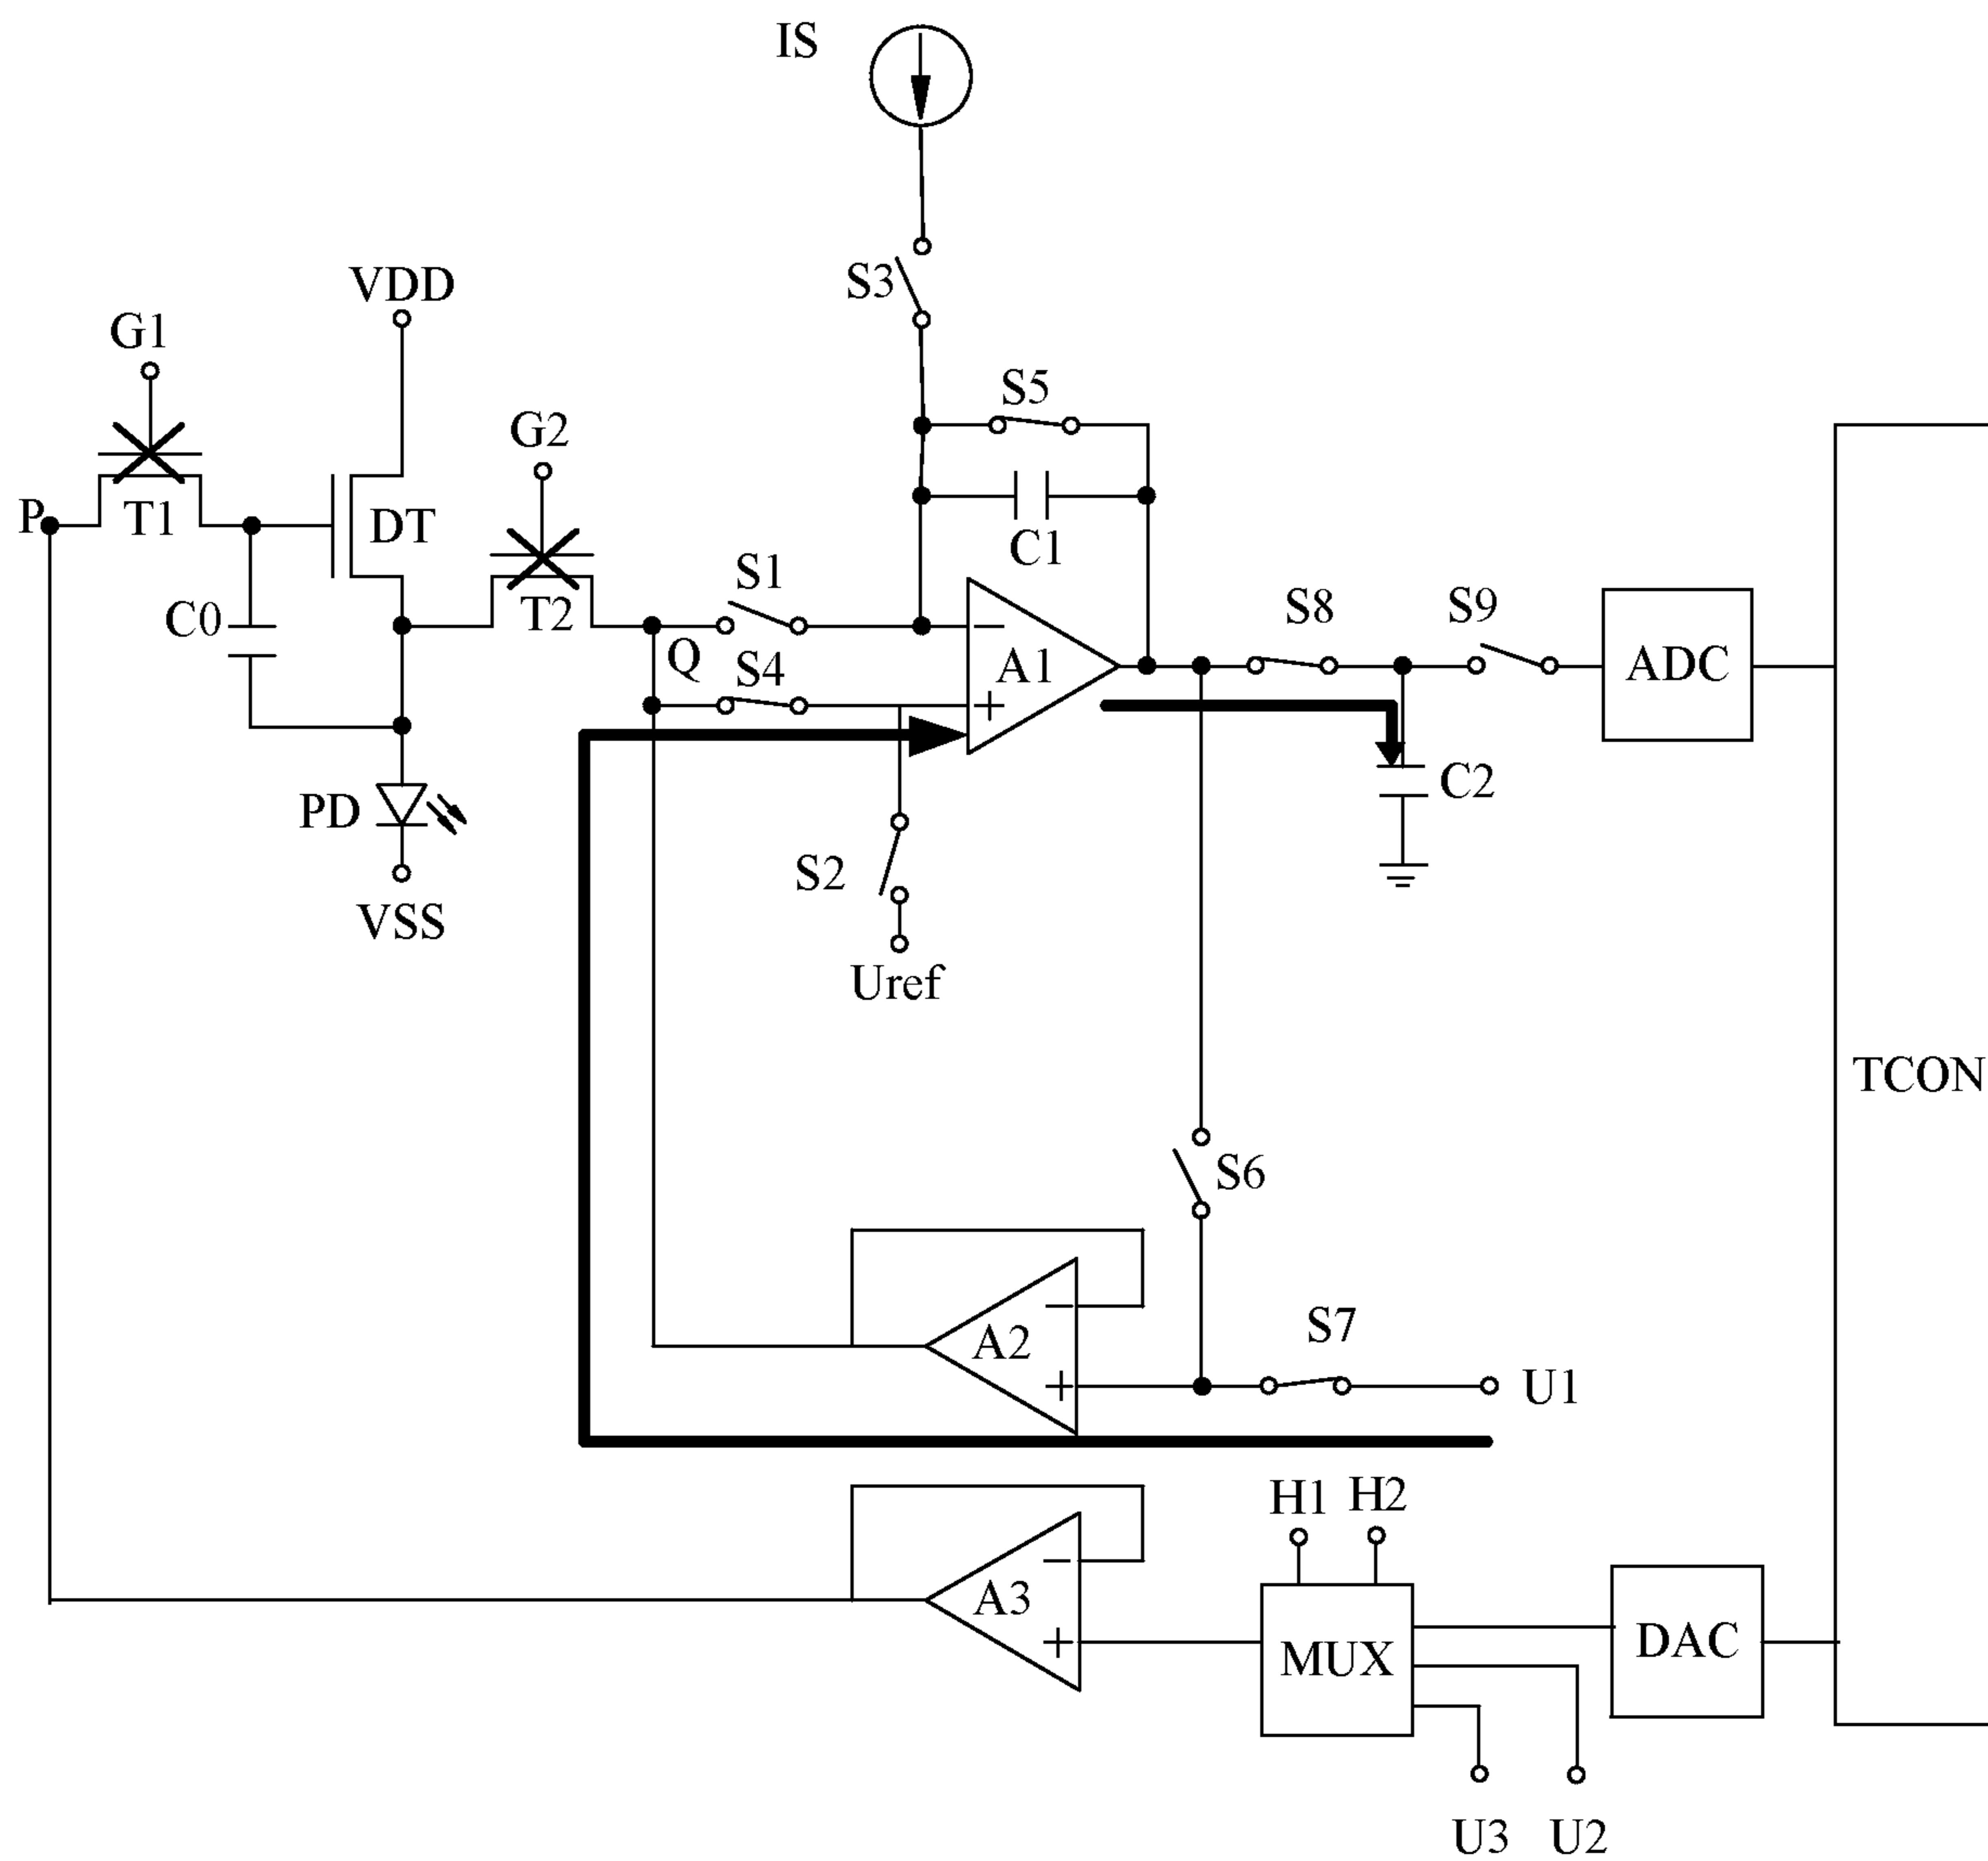 IS
S3
VDD
G1
S5
G2
P
T1
DT
C1
S1
T2
C0
S8
S9
Q
S4
A1
ADC
−
+
PD
C2
S2
VSS
Uref
TCON
S6
−
A2
+
S7
U1
H1 H2
−
A3
+
MUX
DAC
U3 U2